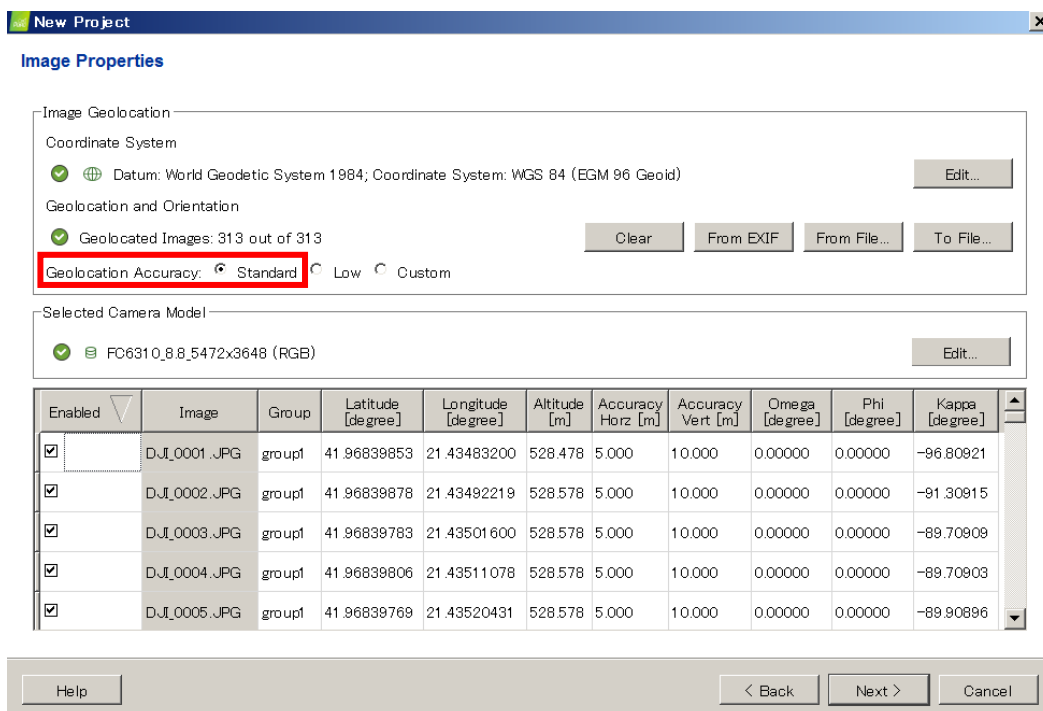 New Project
Image Properties
Image Geolocation
Coordinate System
Datum: World Geodetic System 1984; Coordinate System: WGS 84 (EGM 96 Geoid)
Edit...
Geolocation and Orientation
Geolocated Images: 313 out of 313
Clear
From EXIF
From File...
To File...
Geolocation Accuracy: Standard Low Custom
Selected Camera Model
FC6310_8.8_5472x3648 (RGB)
Edit...
Enabled Image Group Latitude [degree] Longitude [degree] Altitude [m] Accuracy Horz [m] Accuracy Vert [m] Omega [degree] Phi [degree] Kappa [degree]
DJI_0001.JPG group1 41.96839853 21.43483200 528.478 5.000 10.000 0.00000 0.00000 -96.80921
DJI_0002.JPG group1 41.96839878 21.43492219 528.578 5.000 10.000 0.00000 0.00000 -91.30915
DJI_0003.JPG group1 41.96839783 21.43501600 528.578 5.000 10.000 0.00000 0.00000 -89.70909
DJI_0004.JPG group1 41.96839806 21.43511078 528.578 5.000 10.000 0.00000 0.00000 -89.70903
DJI_0005.JPG group1 41.96839769 21.43520431 528.578 5.000 10.000 0.00000 0.00000 -89.90896
Help
< Back
Next >
Cancel